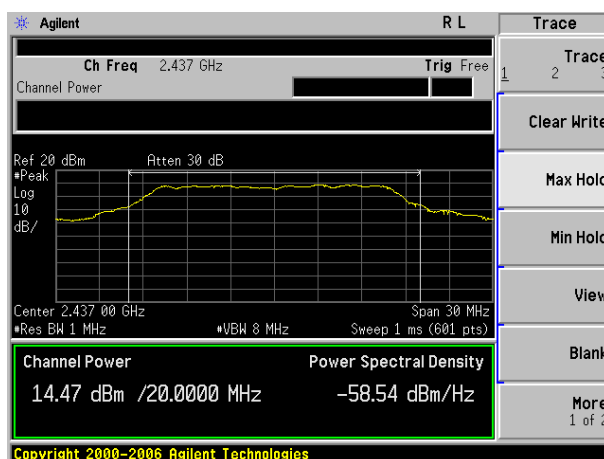 Agilent R L Trace
Ch Freq 2.437 GHz Trig Free
Channel Power
Trace
1 2 3
Clear Write
Max Hold
Min Hold
View
Blank
More
1 of 2
Ref 20 dBm Atten 30 dB
#Peak
Log
10
dB/
Center 2.437 00 GHz Span 30 MHz
#Res BW 1 MHz #VBW 8 MHz Sweep 1 ms (601 pts)
Channel Power Power Spectral Density
14.47 dBm /20.0000 MHz -58.54 dBm/Hz
Copyright 2000-2006 Agilent Technologies